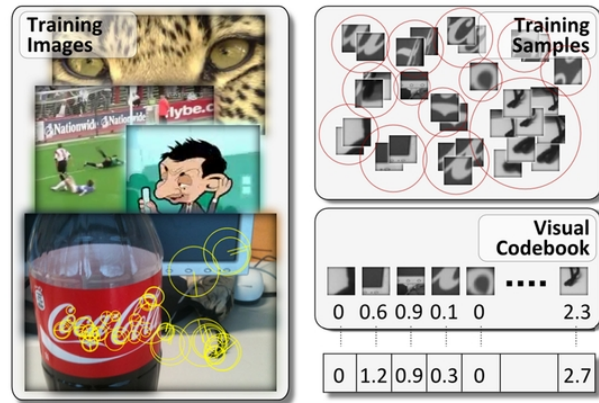 Training
Images
Nationwide
Nationwide
lybe.c
Coca-Cola
Training
Samples
Visual
Codebook
0 0.6 0.9 0.1 0 2.3
0 1.2 0.9 0.3 0 2.7